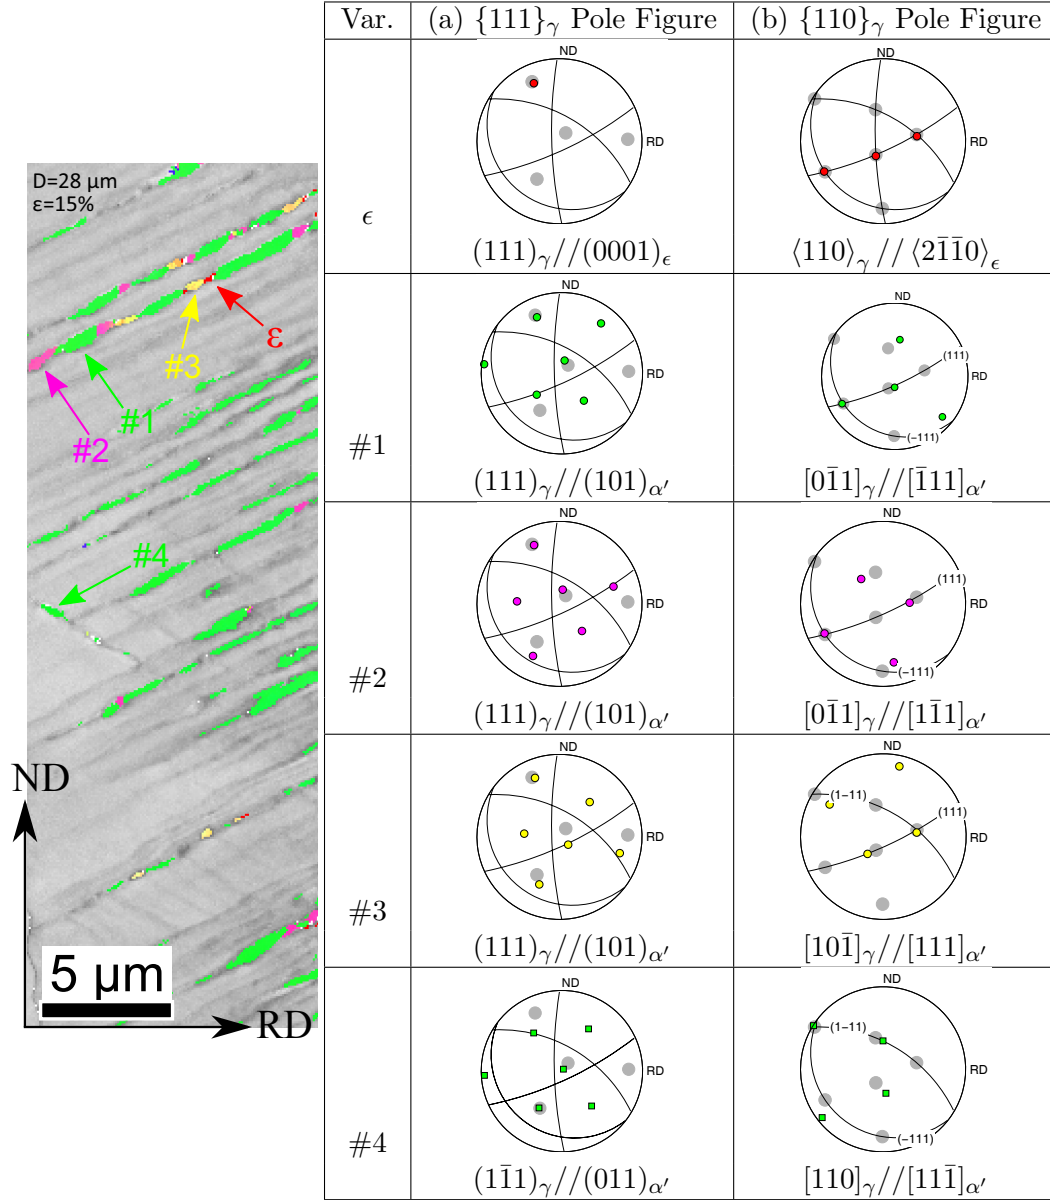 D=28 µm
ε=15%
ε
#3
#1
#2
#4
ND
5 µm
RD
Var. (a) {111}γ Pole Figure (b) {110}γ Pole Figure
ND ND
RD RD
ϵ
(111)γ//(0001)ϵ ⟨110⟩γ // ⟨21̄1̄0⟩ϵ
ND ND
(111)
RD RD
(-111)
#1
(111)γ//(101)α′ [01̄1]γ//[1̄11]α′
ND ND
(111)
RD RD
(-111)
#2
(111)γ//(101)α′ [01̄1]γ//[11̄1]α′
ND ND
(1-11)
(111)
RD RD
#3
(111)γ//(101)α′ [101̄]γ//[111]α′
ND ND
(1-11)
RD RD
(-111)
#4
(11̄1)γ//(011)α′ [110]γ//[111̄]α′